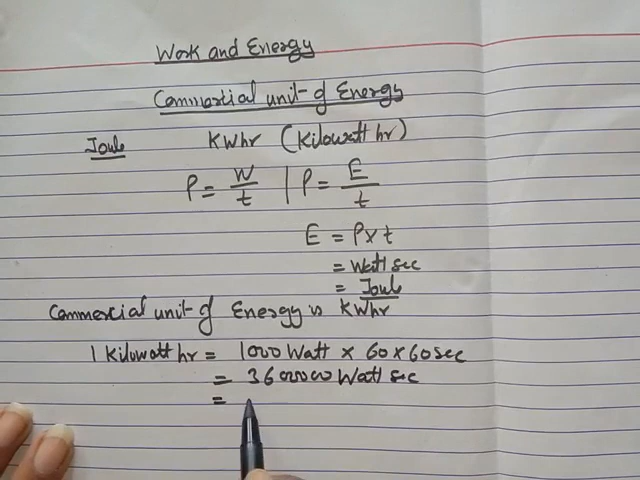 Work and Energy
Commercial unit of Energy
Joule KWhr (Kilowatt hr)
P = W/t | P = E/t
E = P x t
= Watt sec
= Joule
Commercial unit of Energy is KWhr
1 Kilowatt hr = 1000 Watt x 60 x 60 sec
= 3600000 Watt sec
=